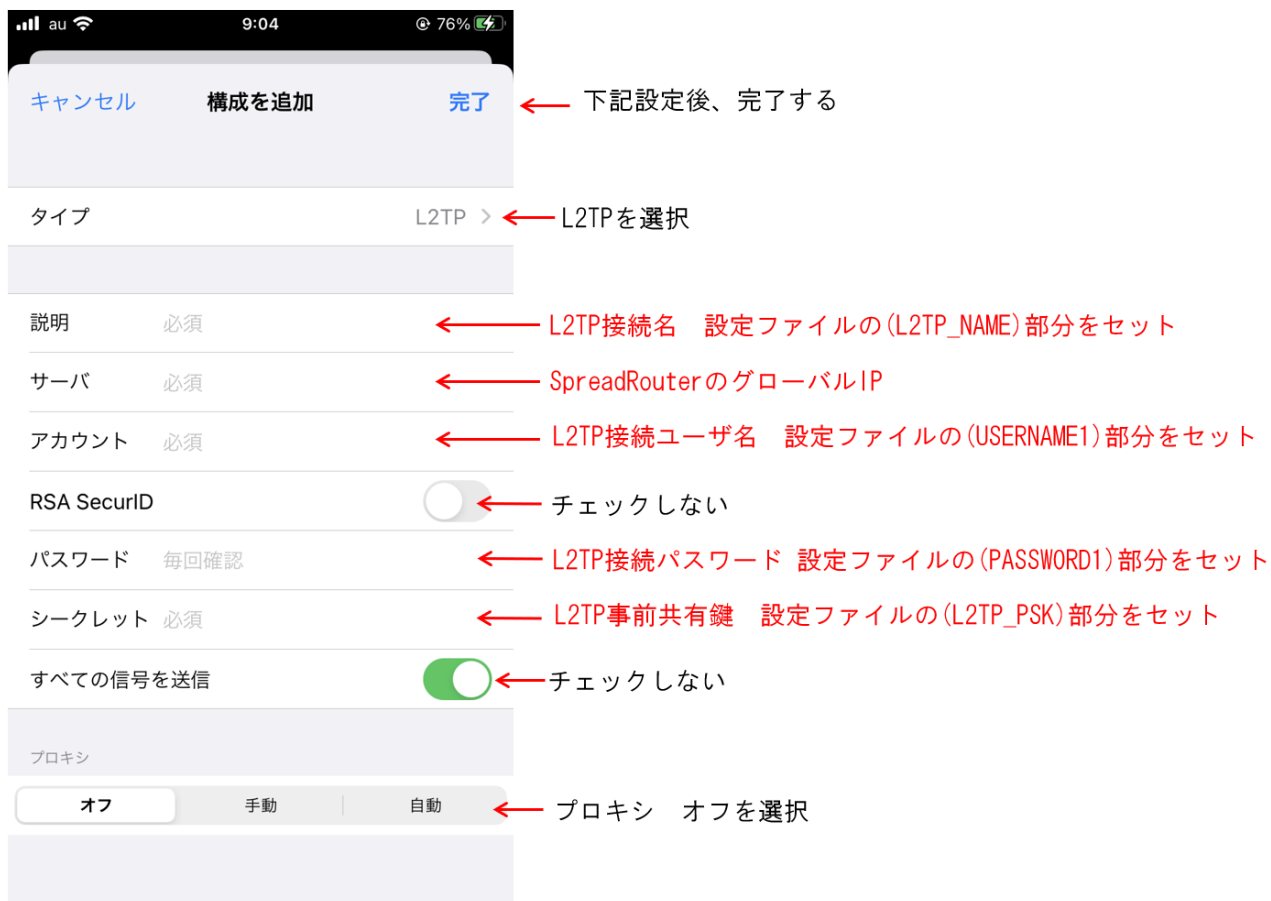 au 9:04 76%
キャンセル 構成を追加 完了 下記設定後、完了する
タイプ L2TP L2TPを選択
説明 必須 L2TP接続名　設定ファイルの(L2TP_NAME)部分をセット
サーバ 必須 SpreadRouterのグローバルIP
アカウント 必須 L2TP接続ユーザ名　設定ファイルの(USERNAME1)部分をセット
RSA SecurID チェックしない
パスワード 毎回確認 L2TP接続パスワード 設定ファイルの(PASSWORD1)部分をセット
シークレット 必須 L2TP事前共有鍵　設定ファイルの(L2TP_PSK)部分をセット
すべての信号を送信 チェックしない
プロキシ
オフ 手動 自動 プロキシ　オフを選択